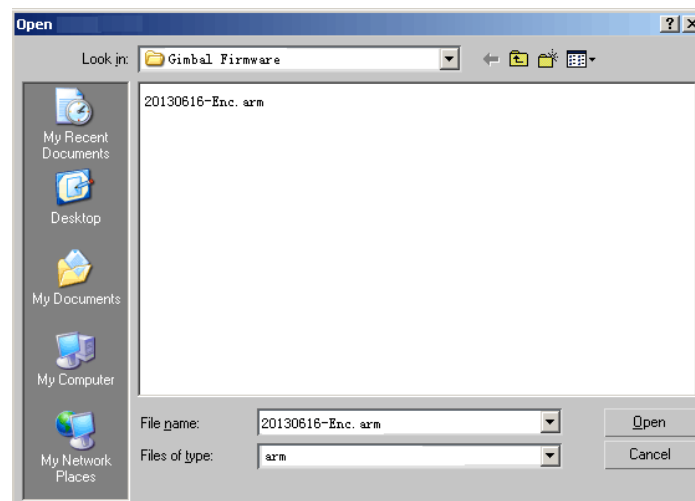 Open
Look in: Gimbal Firmware
My Recent
Documents
Desktop
My Documents
My Computer
My Network
Places
20130616-Enc.arm
File name: 20130616-Enc.arm Open
Files of type: arm Cancel